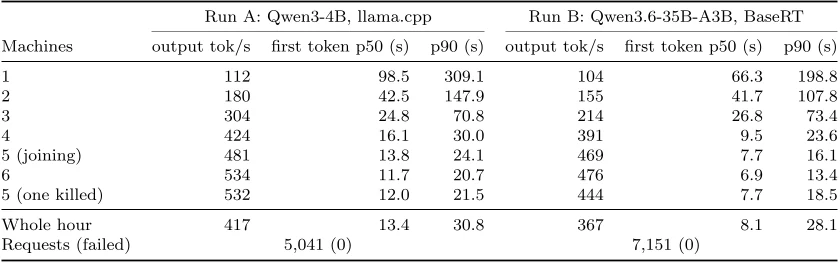 Run A: Qwen3-4B, llama.cpp Run B: Qwen3.6-35B-A3B, BaseRT
Machines output tok/s first token p50 (s) p90 (s) output tok/s first token p50 (s) p90 (s)
1 112 98.5 309.1 104 66.3 198.8
2 180 42.5 147.9 155 41.7 107.8
3 304 24.8 70.8 214 26.8 73.4
4 424 16.1 30.0 391 9.5 23.6
5 (joining) 481 13.8 24.1 469 7.7 16.1
6 534 11.7 20.7 476 6.9 13.4
5 (one killed) 532 12.0 21.5 444 7.7 18.5
Whole hour 417 13.4 30.8 367 8.1 28.1
Requests (failed) 5,041 (0) 7,151 (0)